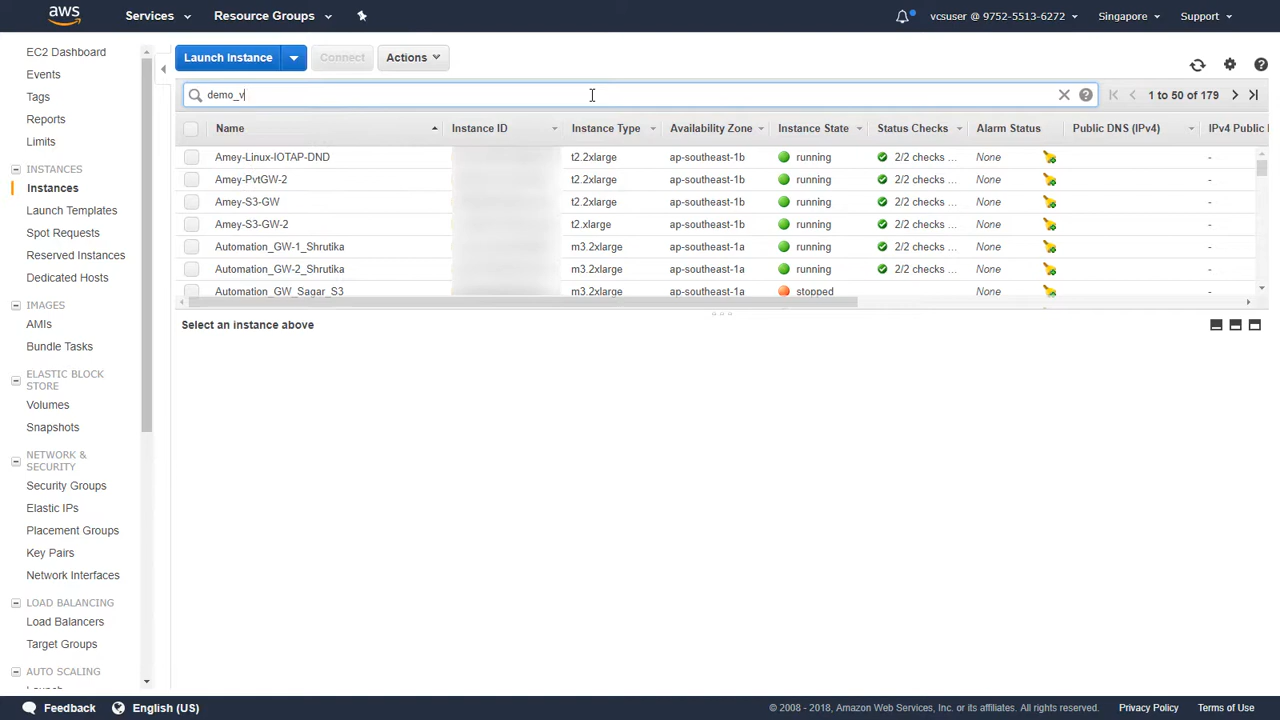 aws Services Resource Groups vcsuser @ 9752-5513-6272 Singapore Support
EC2 Dashboard
Events
Tags
Reports
Limits
INSTANCES
Instances
Launch Templates
Spot Requests
Reserved Instances
Dedicated Hosts
IMAGES
AMIs
Bundle Tasks
ELASTIC BLOCK
STORE
Volumes
Snapshots
NETWORK &
SECURITY
Security Groups
Elastic IPs
Placement Groups
Key Pairs
Network Interfaces
LOAD BALANCING
Load Balancers
Target Groups
AUTO SCALING
Launch Instance Connect Actions
demo_v 1 to 50 of 179
Name Instance ID Instance Type Availability Zone Instance State Status Checks Alarm Status Public DNS (IPv4) IPv4 Public
Amey-Linux-IOTAP-DND t2.2xlarge ap-southeast-1b running 2/2 checks ... None -
Amey-PvtGW-2 t2.2xlarge ap-southeast-1b running 2/2 checks ... None -
Amey-S3-GW t2.2xlarge ap-southeast-1b running 2/2 checks ... None -
Amey-S3-GW-2 t2.xlarge ap-southeast-1b running 2/2 checks ... None -
Automation_GW-1_Shrutika m3.2xlarge ap-southeast-1a running 2/2 checks ... None -
Automation_GW-2_Shrutika m3.2xlarge ap-southeast-1a running 2/2 checks ... None -
Automation_GW_Sagar_S3 m3.2xlarge ap-southeast-1a stopped None -
Select an instance above
Feedback English (US) © 2008 - 2018, Amazon Web Services, Inc. or its affiliates. All rights reserved. Privacy Policy Terms of Use